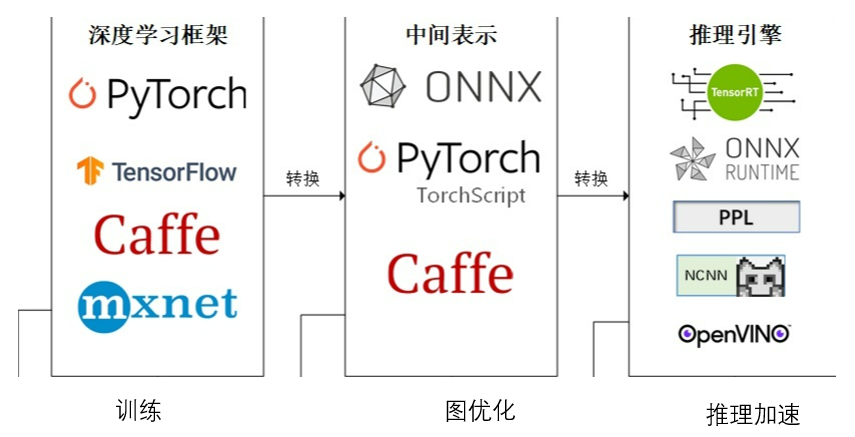 深度学习框架
PyTorch
TensorFlow
Caffe
mxnet
训练
转换
中间表示
ONNX
PyTorch
TorchScript
Caffe
图优化
转换
推理引擎
TensorRT
ONNX
RUNTIME
PPL
NCNN
OpenVINO
推理加速